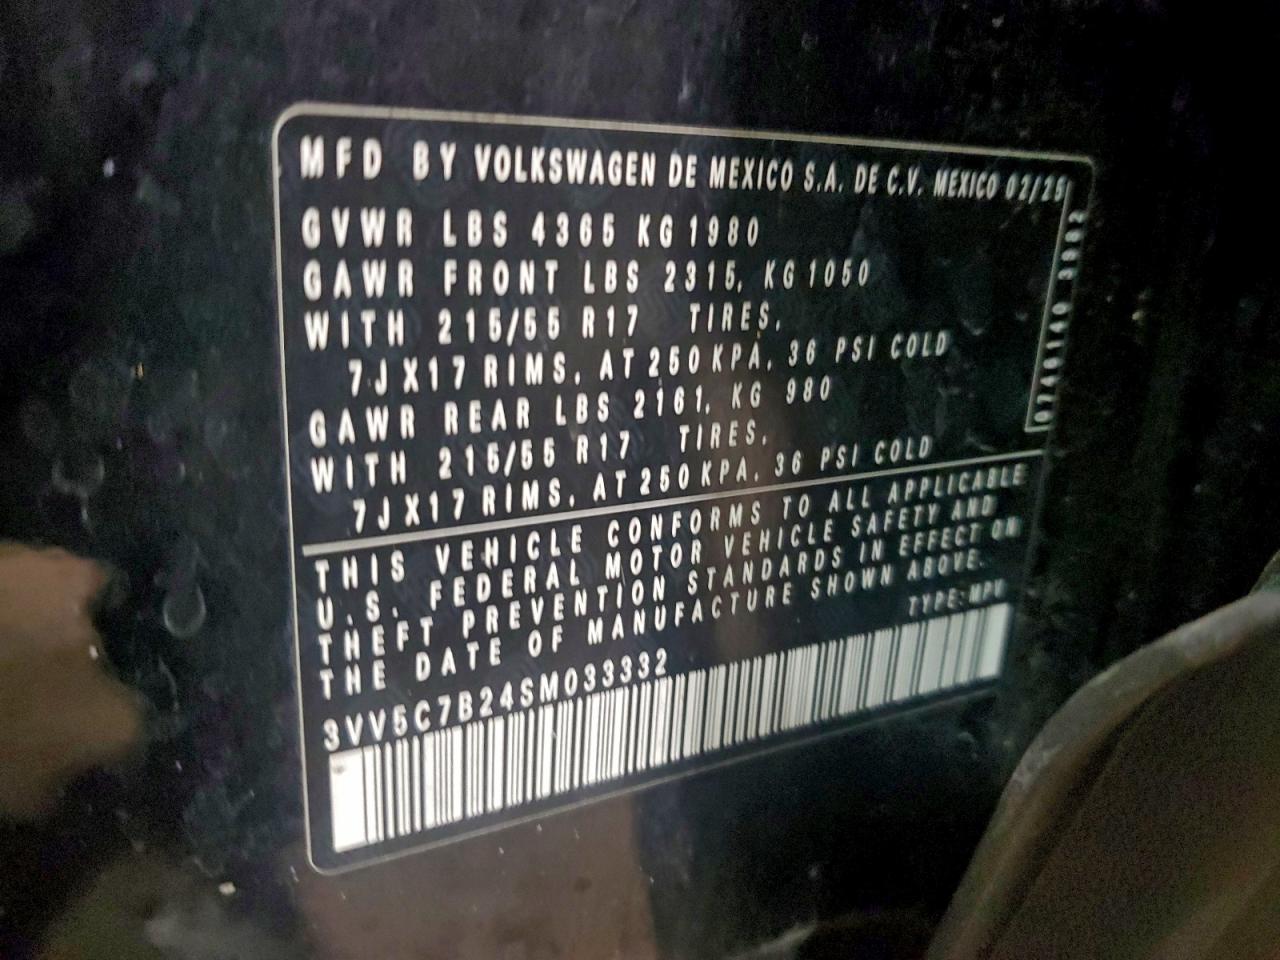 MFD BY VOLKSWAGEN DE MEXICO S.A. DE C.V. MEXICO 02/25
GVWR LBS 4365 KG 1980
GAWR FRONT LBS 2315, KG 1050
WITH 215/55 R17 TIRES,
7JX17 RIMS, AT 250 KPA, 36 PSI COLD
GAWR REAR LBS 2161, KG 980
WITH 215/55 R17 TIRES,
7JX17 RIMS, AT 250 KPA, 36 PSI COLD
THIS VEHICLE CONFORMS TO ALL APPLICABLE
U.S. FEDERAL MOTOR VEHICLE SAFETY AND
THEFT PREVENTION STANDARDS IN EFFECT ON
THE DATE OF MANUFACTURE SHOWN ABOVE.
TYPE: MPV
3VV5C7B24SM033332